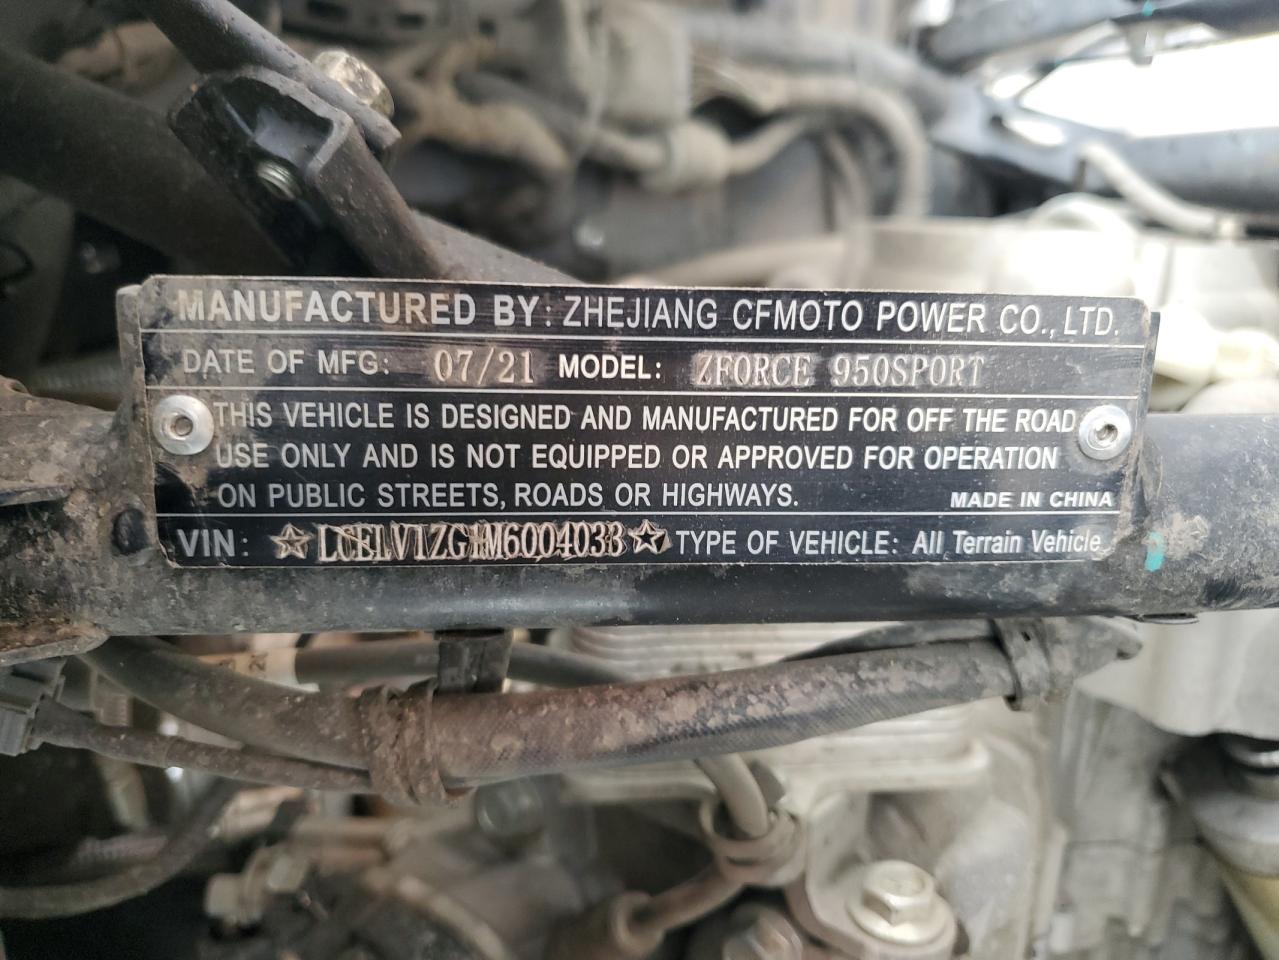 MANUFACTURED BY: ZHEJIANG CFMOTO POWER CO., LTD.
DATE OF MFG: 07/21 MODEL: ZFORCE 950SPORT
THIS VEHICLE IS DESIGNED AND MANUFACTURED FOR OFF THE ROAD
USE ONLY AND IS NOT EQUIPPED OR APPROVED FOR OPERATION
ON PUBLIC STREETS, ROADS OR HIGHWAYS. MADE IN CHINA
VIN: ☆LCELV1ZG1M6004033☆ TYPE OF VEHICLE: All Terrain Vehicle